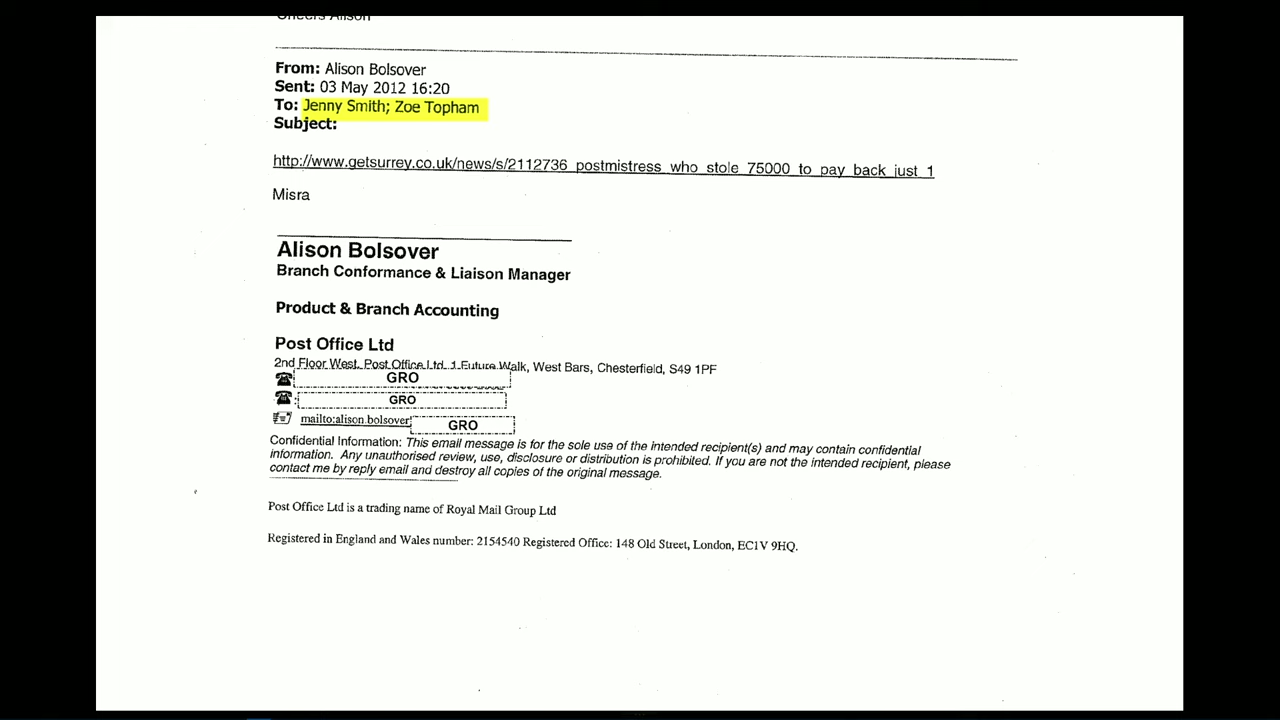 Cheers Alison
From: Alison Bolsover
Sent: 03 May 2012 16:20
To: Jenny Smith; Zoe Topham
Subject:
http://www.getsurrey.co.uk/news/s/2112736_postmistress_who_stole_75000_to_pay_back_just_1
Misra
Alison Bolsover
Branch Conformance & Liaison Manager
Product & Branch Accounting
Post Office Ltd
2nd Floor West, Post Office Ltd, 1 Future Walk, West Bars, Chesterfield, S49 1PF
GRO
: GRO
mailto:alison.bolsover GRO
Confidential Information: This email message is for the sole use of the intended recipient(s) and may contain confidential
information. Any unauthorised review, use, disclosure or distribution is prohibited. If you are not the intended recipient, please
contact me by reply email and destroy all copies of the original message.
Post Office Ltd is a trading name of Royal Mail Group Ltd
Registered in England and Wales number: 2154540 Registered Office: 148 Old Street, London, EC1V 9HQ.